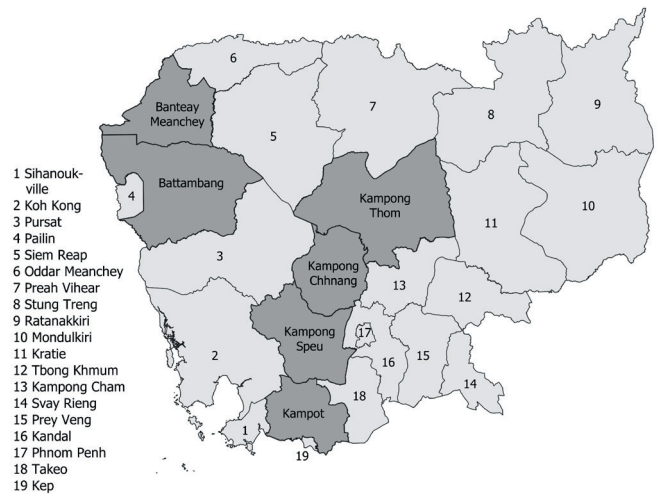 6
Banteay
Meanchey
7
8
9
5
Battambang
4
Kampong
Thom
10
11
3
Kampong
Chhnang
13
12
Kampong
Speu
17
2
16
15
14
18
Kampot
1
19
1 Sihanouk-
ville
2 Koh Kong
3 Pursat
4 Pailin
5 Siem Reap
6 Oddar Meanchey
7 Preah Vihear
8 Stung Treng
9 Ratanakkiri
10 Mondulkiri
11 Kratie
12 Tbong Khmum
13 Kampong Cham
14 Svay Rieng
15 Prey Veng
16 Kandal
17 Phnom Penh
18 Takeo
19 Kep